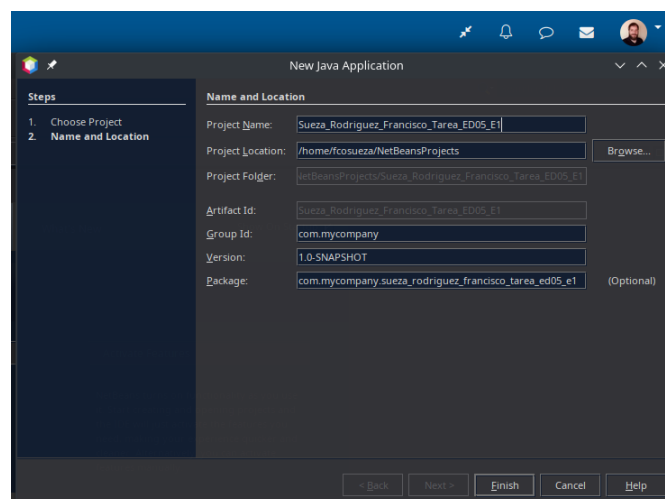 New Java Application
Steps
1. Choose Project
2. Name and Location
Name and Location
Project Name: Sueza_Rodriguez_Francisco_Tarea_ED05_E1
Project Location: /home/fcosueza/NetBeansProjects Browse...
Project Folder: NetBeansProjects/Sueza_Rodriguez_Francisco_Tarea_ED05_E1
Artifact Id: Sueza_Rodriguez_Francisco_Tarea_ED05_E1
Group Id: com.mycompany
Version: 1.0-SNAPSHOT
Package: com.mycompany.sueza_rodriguez_francisco_tarea_ed05_e1 (Optional)
< Back Next > Finish Cancel Help